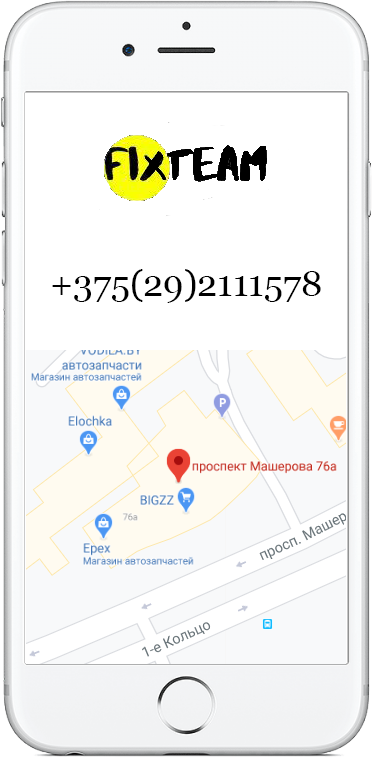 FIXTEAM
+375(29)2111578
VODILA.BY
автозапчасти
Магазин автозапчастей
Elochka
P
проспект Машерова 76а
BIGZZ
76а
Epex
Магазин автозапчастей
просп. Машер
1-е Кольцо